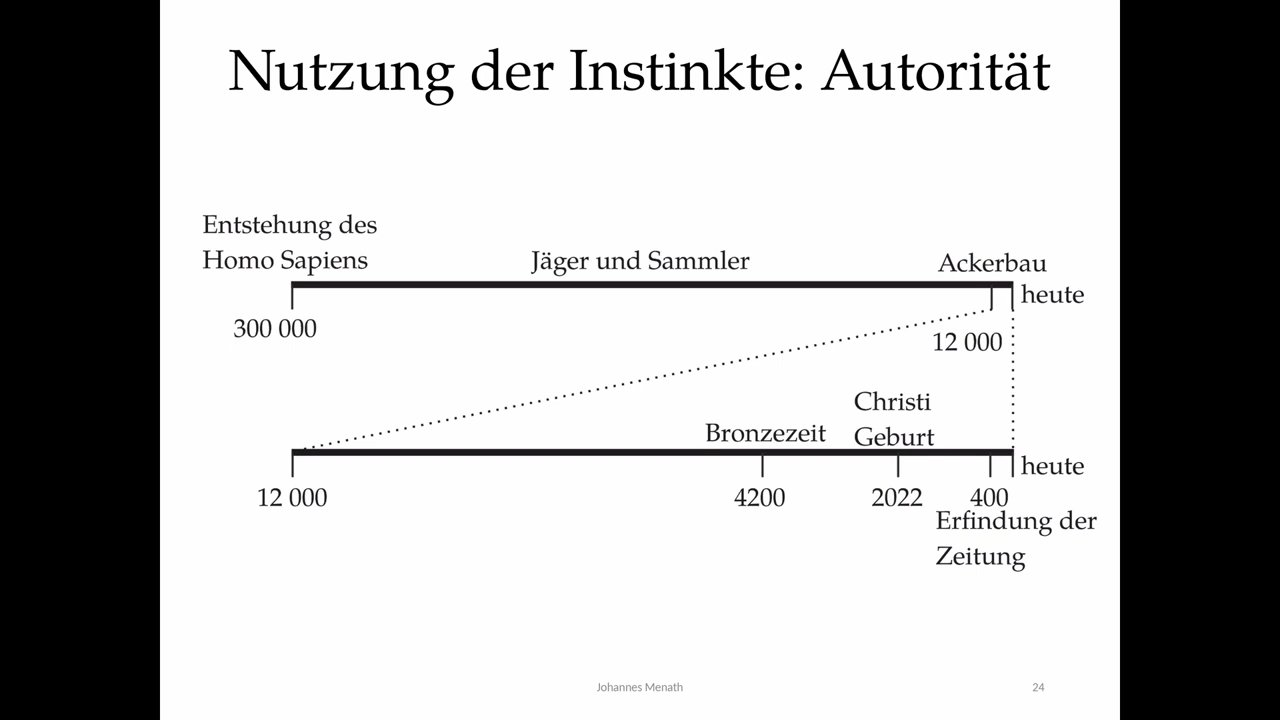 Nutzung der Instinkte: Autorität
Entstehung des
Homo Sapiens
Jäger und Sammler
Ackerbau
heute
300 000
12 000
Christi
Geburt
Bronzezeit
heute
12 000
4200
2022
400
Erfindung der
Zeitung
Johannes Menath
24